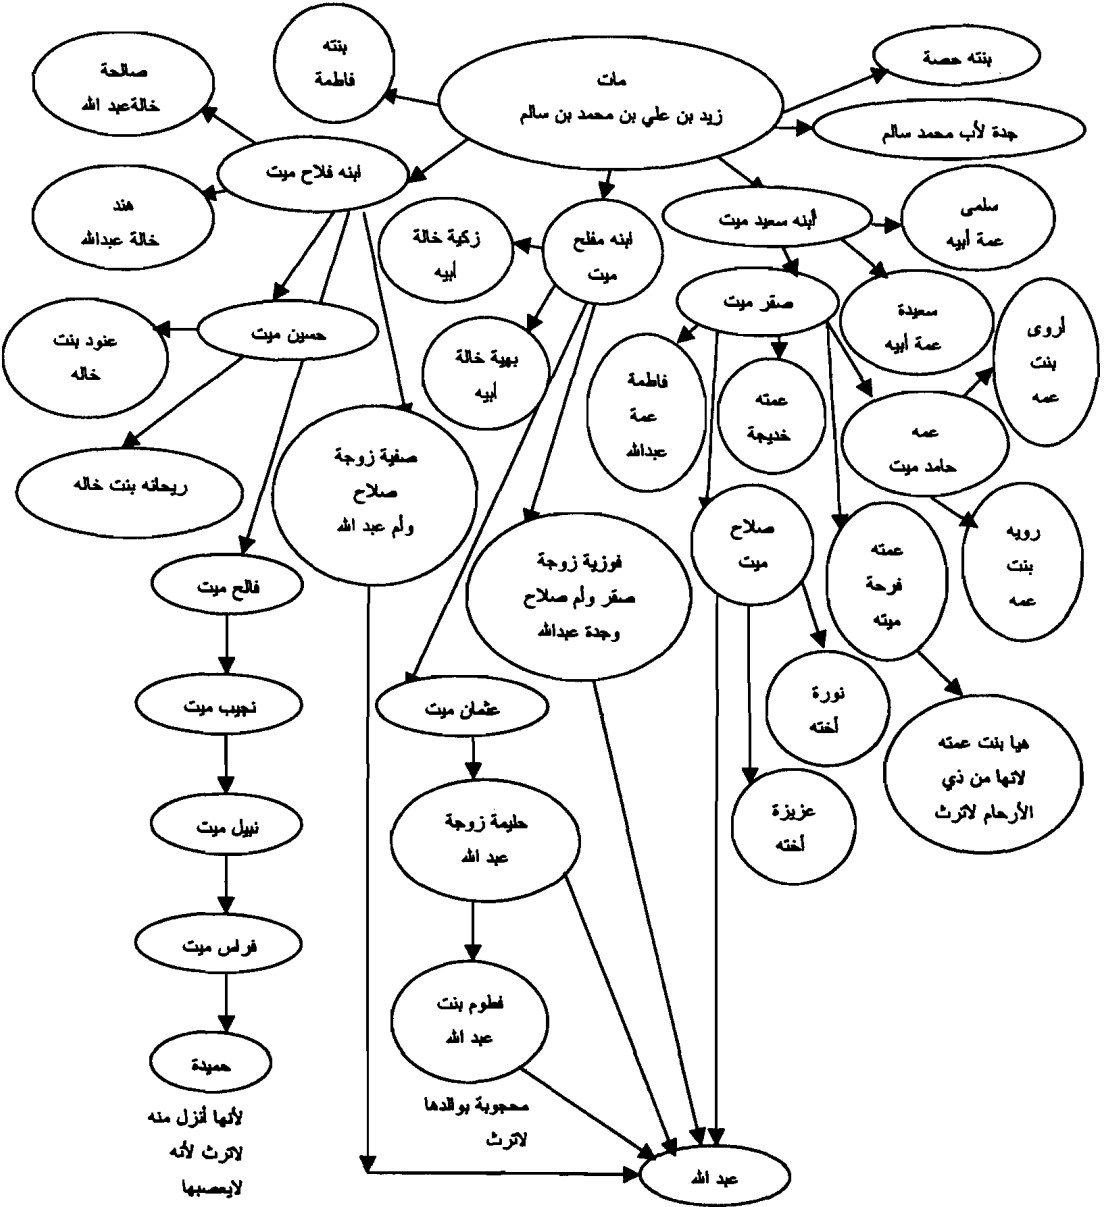 مات
زيد بن علي بن محمد بن سالم
بنته حصة
جدة لأب محمد سالم
بنته
فاطمة
صالحة
خالة عبد الله
ابنه فلاح ميت
هند
خالة عبدالله
زكية خالة
أبيه
ابنه مفلح
ميت
أبنه سعيد ميت
سلمى
عمة أبيه
صقر ميت
سعيدة
عمة أبيه
أروى
بنت
عمه
حسين ميت
عنود بنت
خاله
بهية خالة
أبيه
فاطمة
عمة
عبدالله
عمته
خديجة
عمه
حامد ميت
ريحانه بنت خاله
صفية زوجة
صلاح
وأم عبد الله
صلاح
ميت
عمته
فرحة
ميته
رويه
بنت
عمه
فالح ميت
فوزية زوجة
صقر وأم صلاح
وجدة عبدالله
نجيب ميت
عثمان ميت
نورة
أخته
هيا بنت عمته
لانها من ذي
الأرحام لاترث
نبيل ميت
حليمة زوجة
عبد الله
عزيزة
أخته
فراس ميت
فطوم بنت
عبد الله
محجوبة بوالدها
لاترث
حميدة
لأنها أنزل منه
لاترث لأنه
لايعصبها
عبد الله